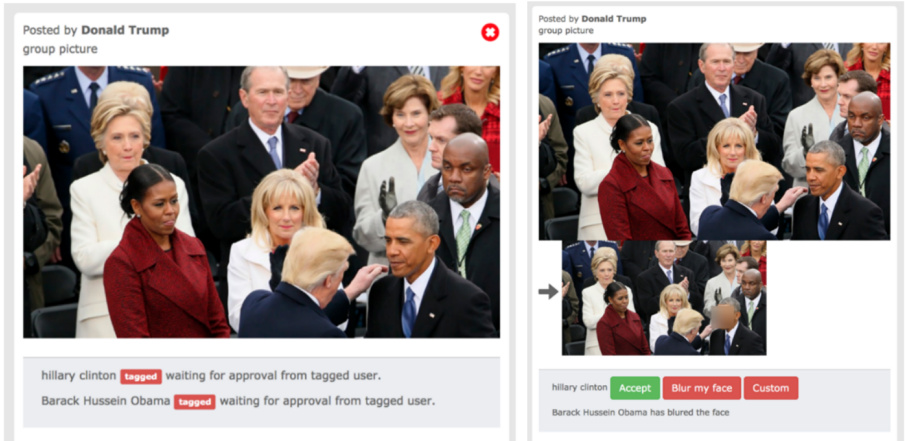 Posted by Donald Trump
group picture
hillary clinton tagged waiting for approval from tagged user.
Barack Hussein Obama tagged waiting for approval from tagged user.
Posted by Donald Trump
group picture
hillary clinton Accept Blur my face Custom
Barack Hussein Obama has blured the face